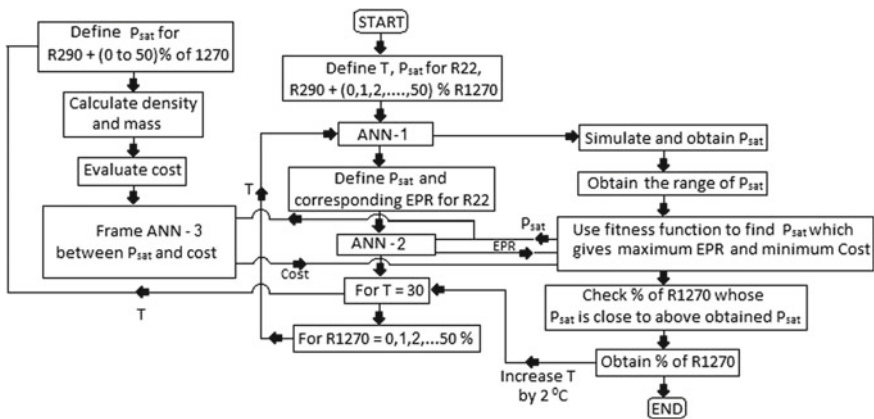 START
Define Psat for
R290 + (0 to 50)% of 1270
Calculate density
and mass
Evaluate cost
Frame ANN - 3
between Psat and cost
Define T, Psat for R22,
R290 + (0,1,2,....,50) % R1270
ANN - 1
Define Psat and
corresponding EPR for R22
ANN - 2
For T = 30
For R1270 = 0,1,2,...50 %
T
T
Cost
EPR
Psat
Simulate and obtain Psat
Obtain the range of Psat
Use fitness function to find Psat which
gives maximum EPR and minimum Cost
Check % of R1270 whose
Psat is close to above obtained Psat
Obtain % of R1270
Increase T
by 2 ⁰C
END